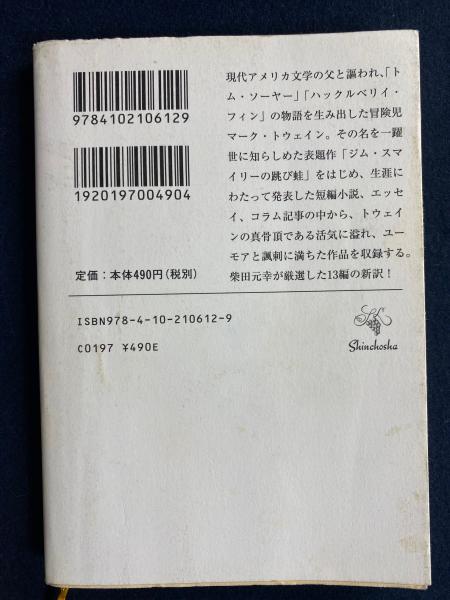 9784102106129
1920197004904
定価：本体490円（税別）
ISBN978-4-10-210612-9
C0197 ¥490E
現代アメリカ文学の父と謳われ、「ト
ム・ソーヤー」「ハックルベリイ・
フィン」の物語を生み出した冒険児
マーク・トウェイン。その名を一躍
世に知らしめた表題作「ジム・スマ
イリーの跳び蛙」をはじめ、生涯に
わたって発表した短編小説、エッセ
イ、コラム記事の中から、トウェイ
ンの真骨頂である活気に溢れ、ユー
モアと諷刺に満ちた作品を収録する。
柴田元幸が厳選した13編の新訳！
Shinchosha